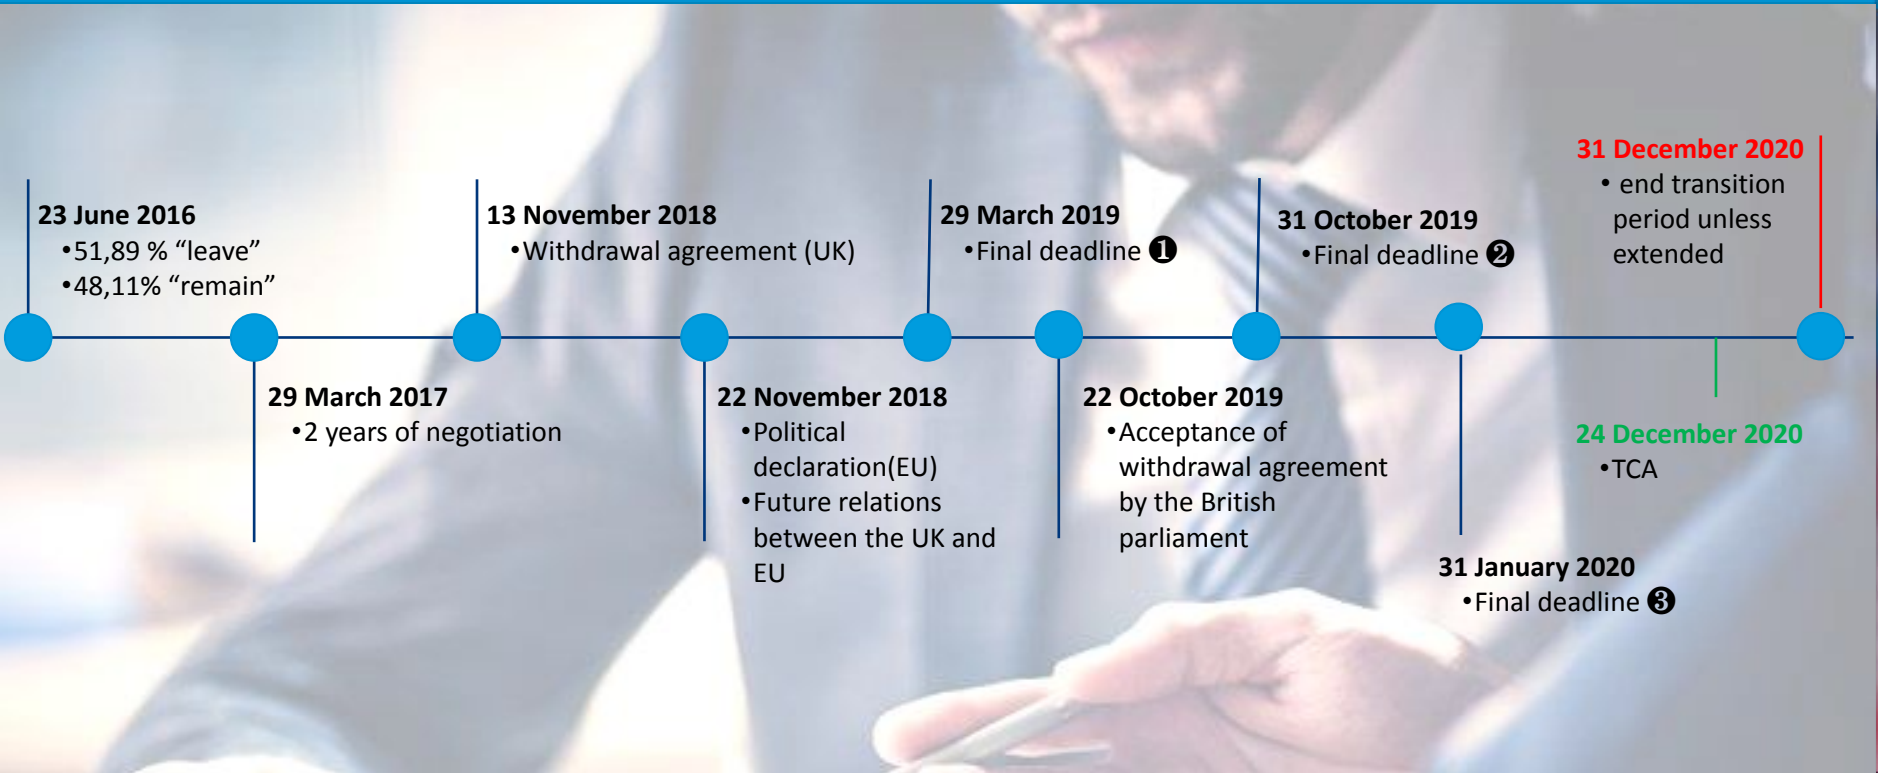 23 June 2016
•51,89 % “leave”
•48,11% “remain”
29 March 2017
•2 years of negotiation
13 November 2018
•Withdrawal agreement (UK)
22 November 2018
•Political
declaration(EU)
•Future relations
between the UK and
EU
29 March 2019
•Final deadline ❶
22 October 2019
•Acceptance of
withdrawal agreement
by the British
parliament
31 October 2019
•Final deadline ❷
31 January 2020
•Final deadline ❸
24 December 2020
•TCA
31 December 2020
• end transition
period unless
extended